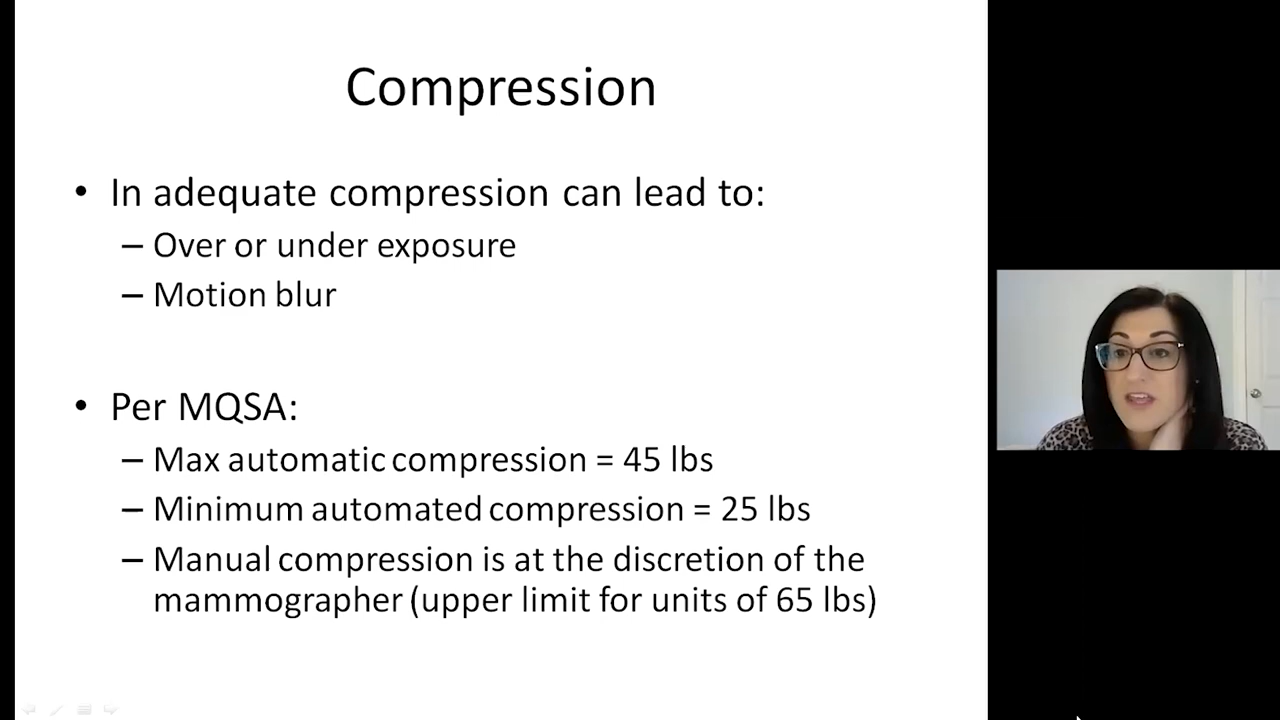 Compression
• In adequate compression can lead to:
– Over or under exposure
– Motion blur
• Per MQSA:
– Max automatic compression = 45 lbs
– Minimum automated compression = 25 lbs
– Manual compression is at the discretion of the
mammographer (upper limit for units of 65 lbs)